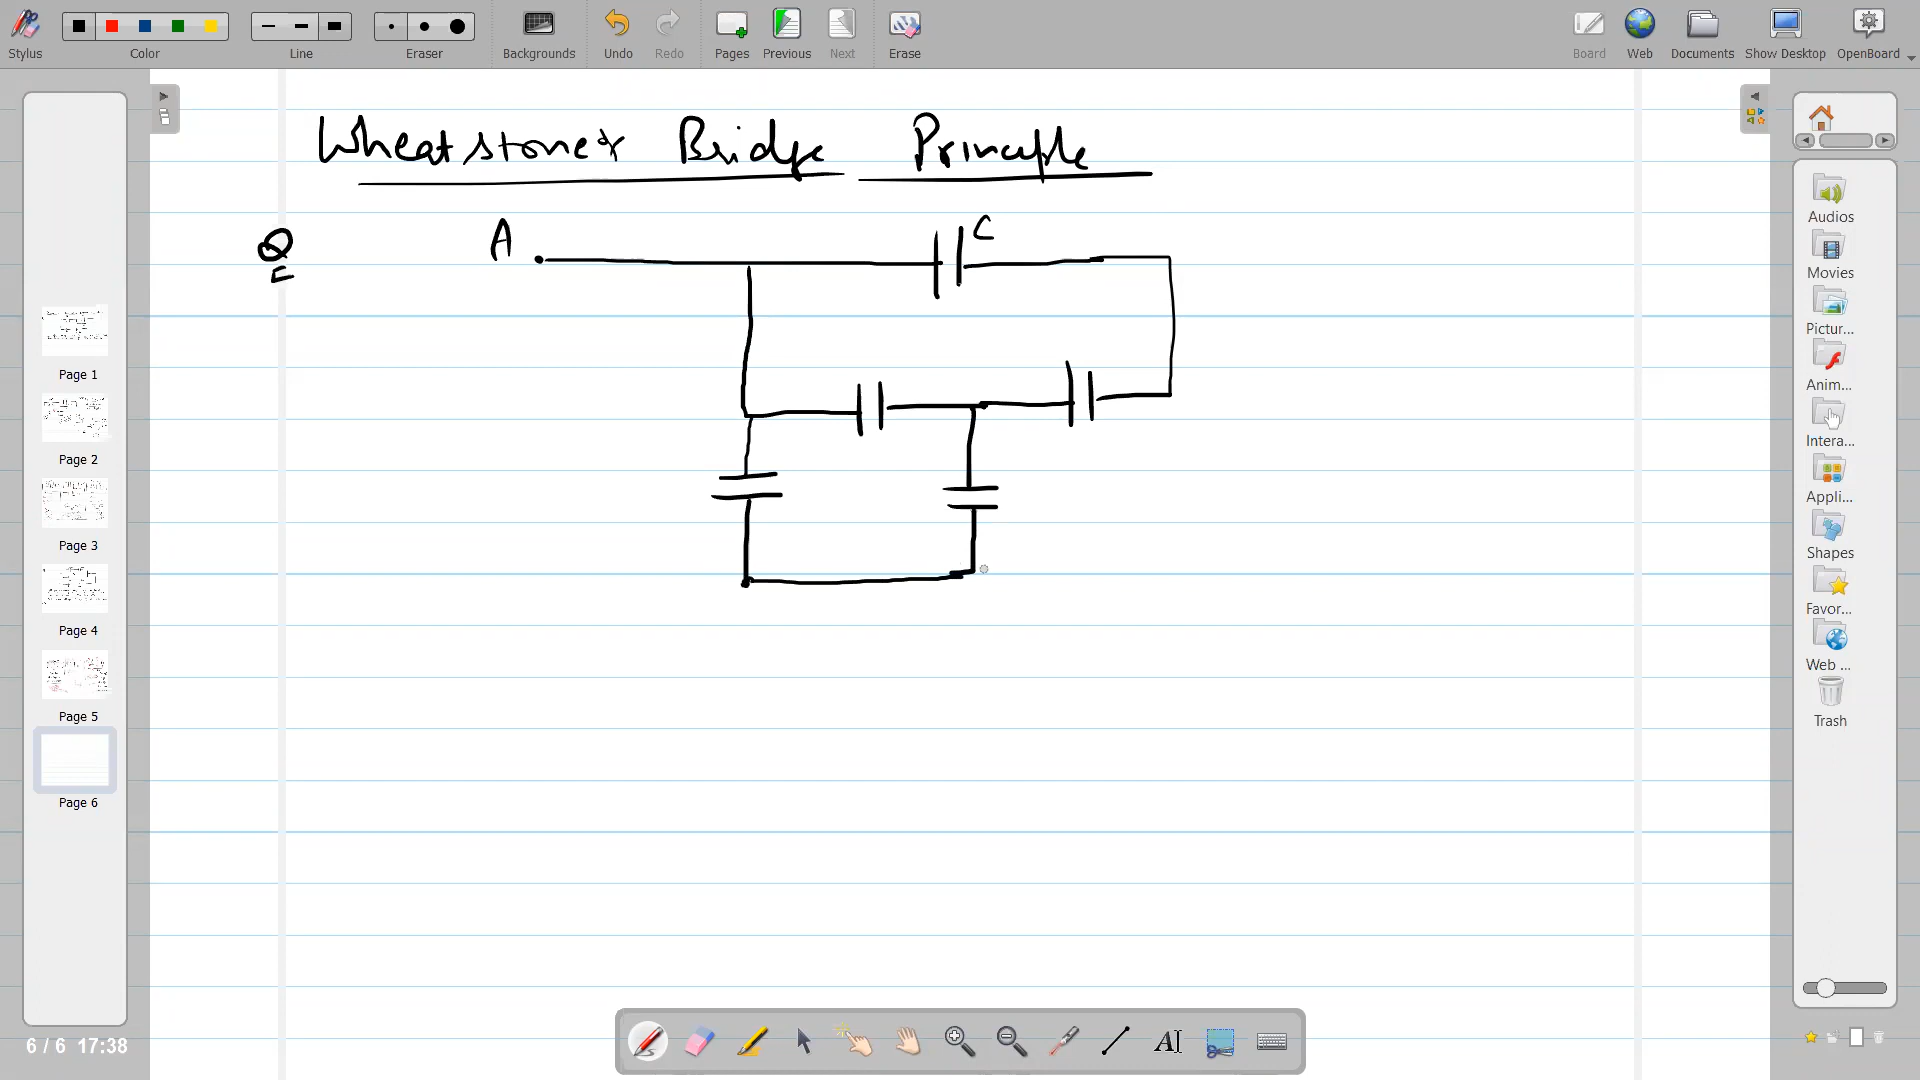 Stylus Color Line Eraser Backgrounds Undo Redo Pages Previous Next Erase Board Web Documents Show Desktop OpenBoard
Wheatstone's Bridge Principle
Q A C
Page 1
Page 2
Page 3
Page 4
Page 5
Page 6
6 / 6 17:38
Audios
Movies
Pictur...
Anim...
Intera...
Appli...
Shapes
Favor...
Web ...
Trash